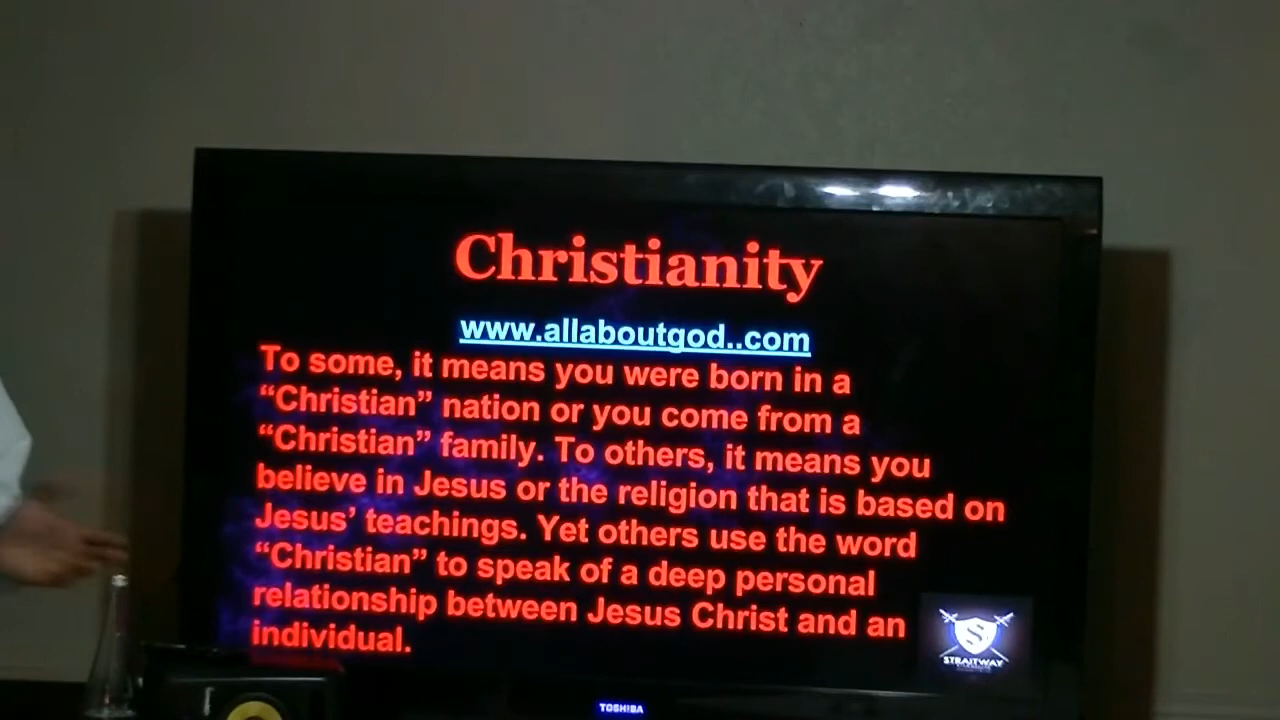 Christianity
www.allaboutgod..com
To some, it means you were born in a
“Christian” nation or you come from a
“Christian” family. To others, it means you
believe in Jesus or the religion that is based on
Jesus’ teachings. Yet others use the word
“Christian” to speak of a deep personal
relationship between Jesus Christ and an
individual.
S
STRAITWAY
TOSHIBA